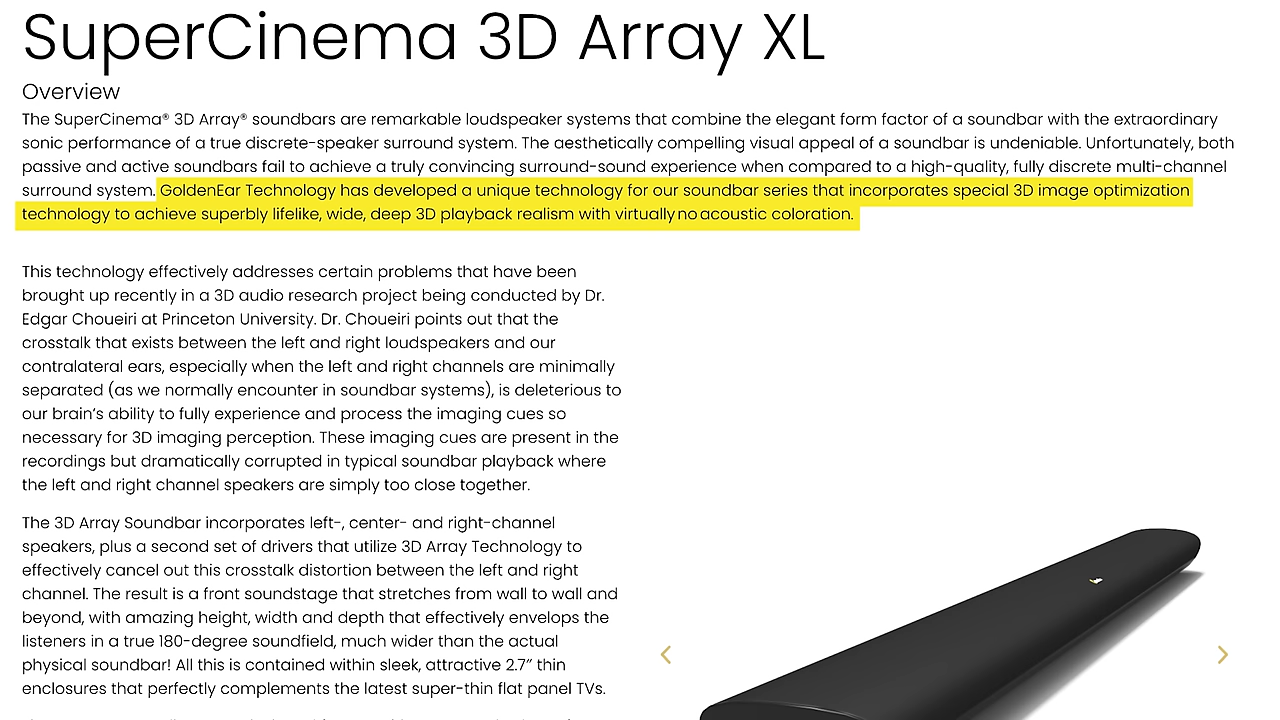 SuperCinema 3D Array XL
Overview
The SuperCinema® 3D Array® soundbars are remarkable loudspeaker systems that combine the elegant form factor of a soundbar with the extraordinary
sonic performance of a true discrete-speaker surround system. The aesthetically compelling visual appeal of a soundbar is undeniable. Unfortunately, both
passive and active soundbars fail to achieve a truly convincing surround-sound experience when compared to a high-quality, fully discrete multi-channel
surround system. GoldenEar Technology has developed a unique technology for our soundbar series that incorporates special 3D image optimization
technology to achieve superbly lifelike, wide, deep 3D playback realism with virtually no acoustic coloration.
This technology effectively addresses certain problems that have been
brought up recently in a 3D audio research project being conducted by Dr.
Edgar Choueiri at Princeton University. Dr. Choueiri points out that the
crosstalk that exists between the left and right loudspeakers and our
contralateral ears, especially when the left and right channels are minimally
separated (as we normally encounter in soundbar systems), is deleterious to
our brain's ability to fully experience and process the imaging cues so
necessary for 3D imaging perception. These imaging cues are present in the
recordings but dramatically corrupted in typical soundbar playback where
the left and right channel speakers are simply too close together.
The 3D Array Soundbar incorporates left-, center- and right-channel
speakers, plus a second set of drivers that utilize 3D Array Technology to
effectively cancel out this crosstalk distortion between the left and right
channel. The result is a front soundstage that stretches from wall to wall and
beyond, with amazing height, width and depth that effectively envelops the
listeners in a true 180-degree soundfield, much wider than the actual
physical soundbar! All this is contained within sleek, attractive 2.7″ thin
enclosures that perfectly complements the latest super-thin flat panel TVs.